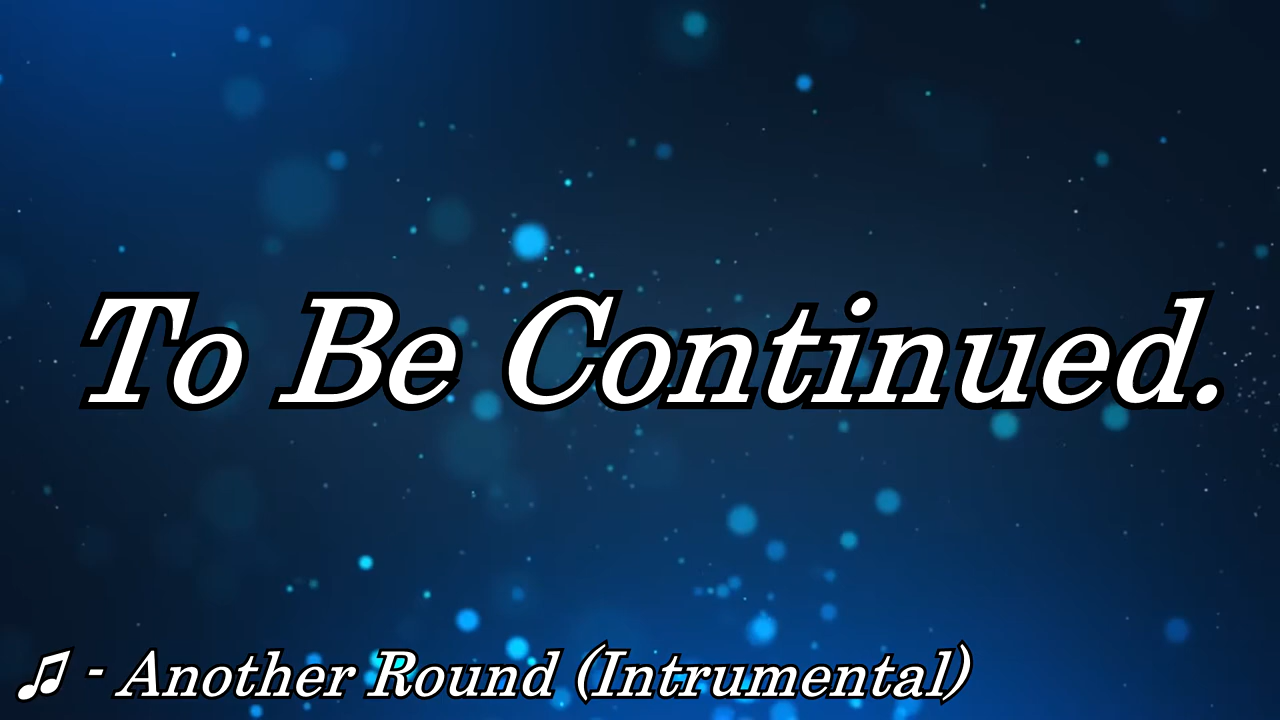 To Be Continued.
♫ - Another Round (Intrumental)